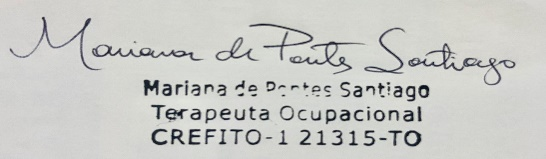 Mariana de Pontes Santiago
Mariana de Pontes Santiago
Terapeuta Ocupacional
CREFITO-1 21315-TO